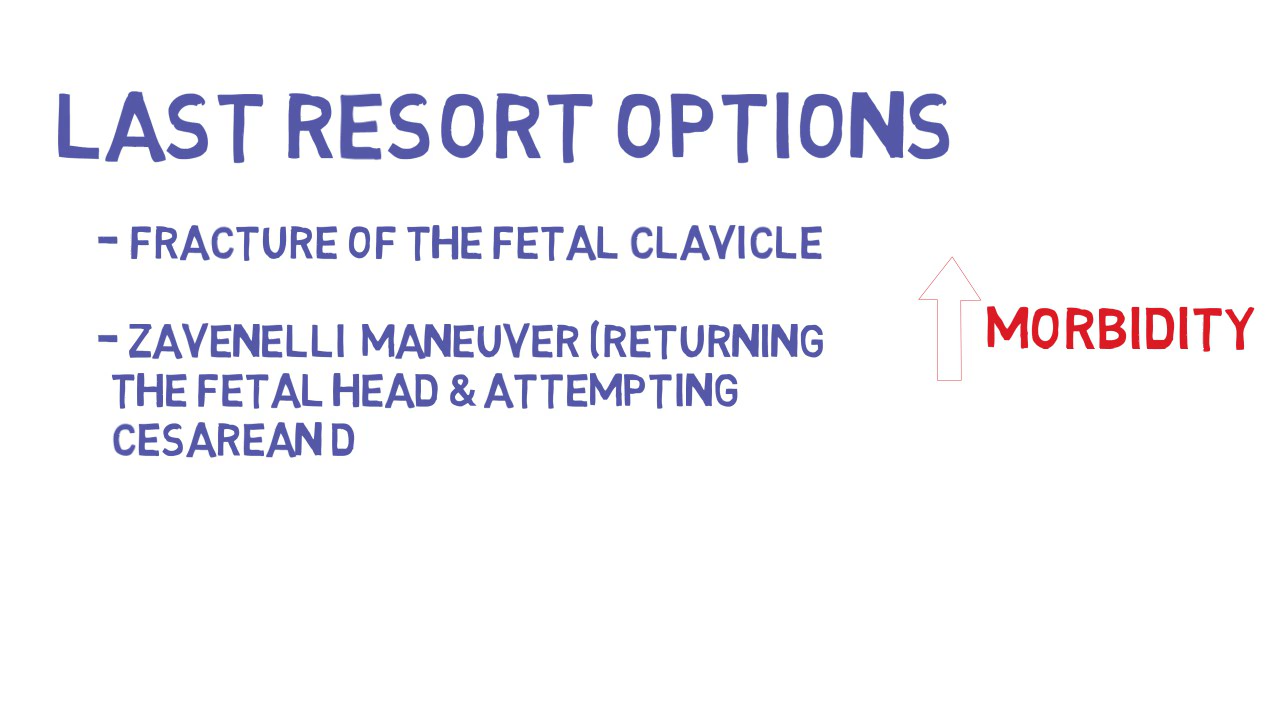 LAST RESORT OPTIONS
- FRACTURE OF THE FETAL CLAVICLE
- ZAVENELLI MANEUVER (RETURNING
THE FETAL HEAD & ATTEMPTING
CESAREAN D
MORBIDITY